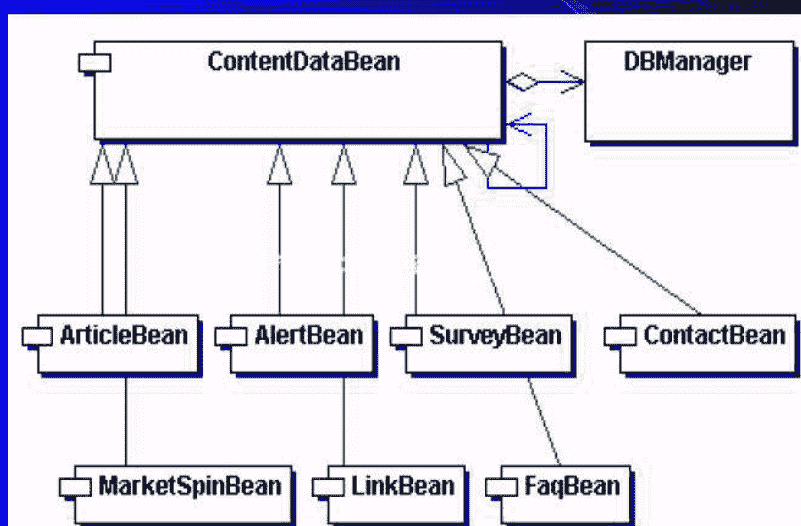 ContentDataBean
DBManager
ArticleBean
AlertBean
SurveyBean
ContactBean
MarketSpinBean
LinkBean
FaqBean